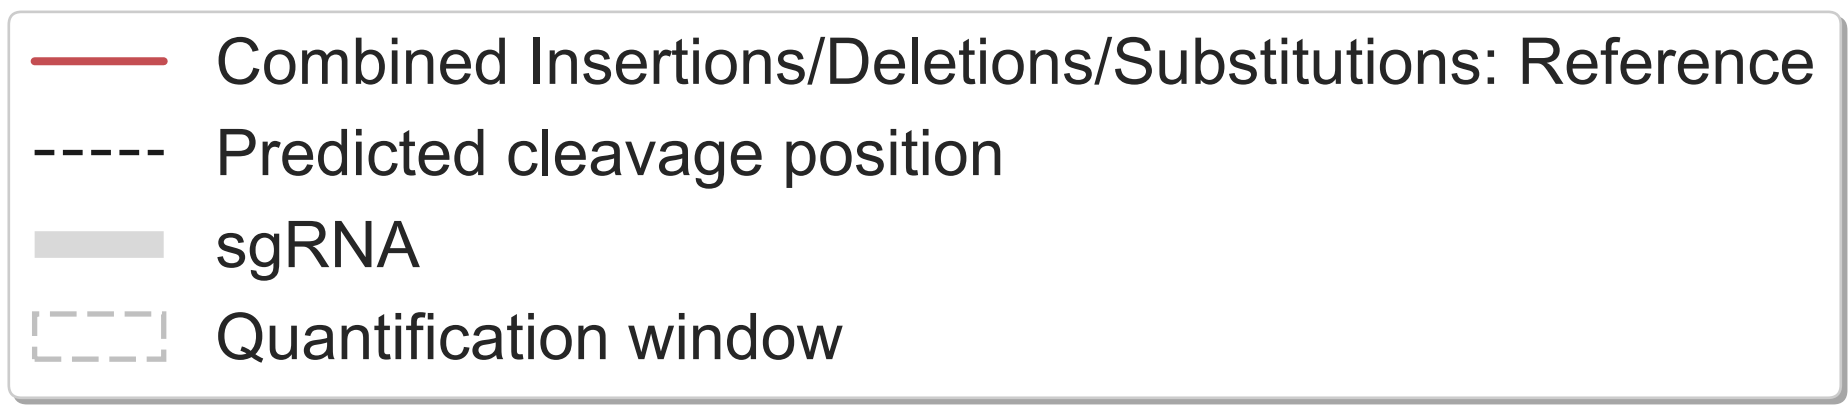 Combined Insertions/Deletions/Substitutions: Reference
Predicted cleavage position
sgRNA
Quantification window